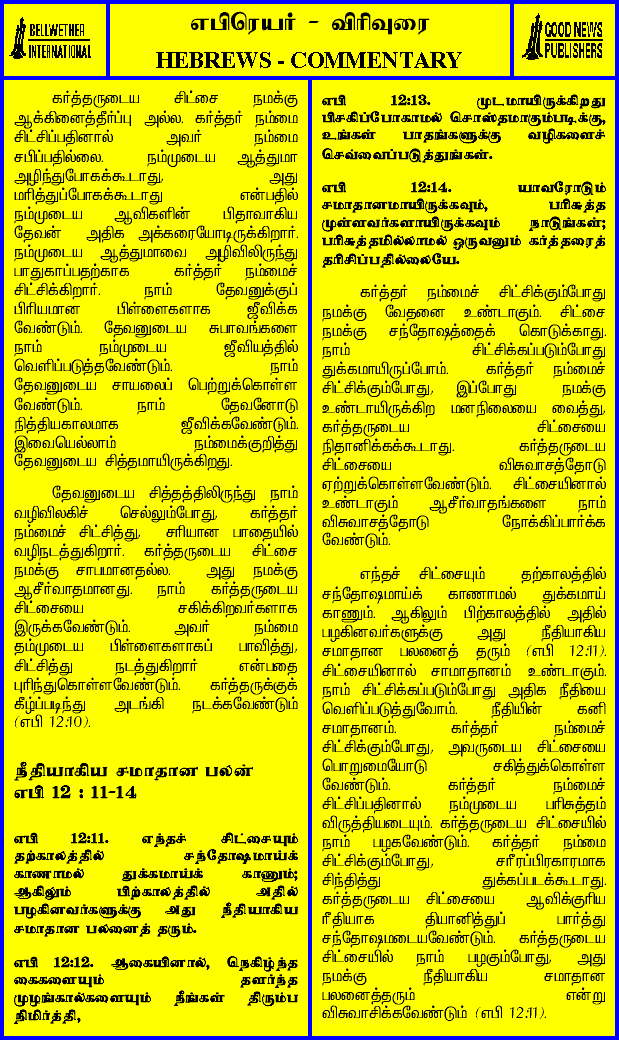 BELLWETHER
INTERNATIONAL
எபிரெயர் - விரிவுரை
HEBREWS - COMMENTARY
GOOD NEWS
PUBLISHERS
கர்த்தருடைய சிட்சை நமக்கு
ஆக்கினைத்தீர்ப்பு அல்ல. கர்த்தர் நம்மை
சிட்சிப்பதினால் அவர் நம்மை
சபிப்பதில்லை. நம்முடைய ஆத்துமா
அழிந்துபோகக்கூடாது, அது
மரித்துப்போகக்கூடாது என்பதில்
நம்முடைய ஆவிகளின் பிதாவாகிய
தேவன் அதிக அக்கரையோடிருக்கிறார்.
நம்முடைய ஆத்துமாவை அழிவிலிருந்து
பாதுகாப்பதற்காக கர்த்தர் நம்மைச்
சிட்சிக்கிறார். நாம் தேவனுக்குப்
பிரியமான பிள்ளைகளாக ஜீவிக்க
வேண்டும். தேவனுடைய சுபாவங்களை
நாம் நம்முடைய ஜீவியத்தில்
வெளிப்படுத்தவேண்டும். நாம்
தேவனுடைய சாயலைப் பெற்றுக்கொள்ள
வேண்டும். நாம் தேவனோடு
நித்தியகாலமாக ஜீவிக்கவேண்டும்.
இவையெல்லாம் நம்மைக்குறித்து
தேவனுடைய சித்தமாயிருக்கிறது.
தேவனுடைய சித்தத்திலிருந்து நாம்
வழிவிலகிச் செல்லும்போது, கர்த்தர்
நம்மைச் சிட்சித்து, சரியான பாதையில்
வழிநடத்துகிறார். கர்த்தருடைய சிட்சை
நமக்கு சாபமானதல்ல. அது நமக்கு
ஆசீர்வாதமானது. நாம் கர்த்தருடைய
சிட்சையை சகிக்கிறவர்களாக
இருக்கவேண்டும். அவர் நம்மை
தம்முடைய பிள்ளைகளாகப் பாவித்து,
சிட்சித்து நடத்துகிறார் என்பதை
புரிந்துகொள்ளவேண்டும். கர்த்தருக்குக்
கீழ்ப்படிந்து அடங்கி நடக்கவேண்டும்
(எபி 12:10).
நீதியாகிய சமாதான பலன்
எபி 12 : 11-14
எபி 12:11. எந்தச் சிட்சையும்
தற்காலத்தில் சந்தோஷமாய்க்
காணாமல் துக்கமாய்க் காணும்;
ஆகிலும் பிற்காலத்தில் அதில்
பழகினவர்களுக்கு அது நீதியாகிய
சமாதான பலனைத் தரும்.
எபி 12:12. ஆகையினால், நெகிழ்ந்த
கைகளையும் தளர்ந்த
முழங்கால்களையும் நீங்கள் திரும்ப
நிமிர்த்தி,
எபி 12:13. முடமாயிருக்கிறது
பிசகிப்போகாமல் சொஸ்தமாகும்படிக்கு,
உங்கள் பாதங்களுக்கு வழிகளைச்
செவ்வைப்படுத்துங்கள்.
எபி 12:14. யாவரோடும்
சமாதானமாயிருக்கவும், பரிசுத்த
முள்ளவர்களாயிருக்கவும் நாடுங்கள்;
பரிசுத்தமில்லாமல் ஒருவனும் கர்த்தரைத்
தரிசிப்பதில்லையே.
கர்த்தர் நம்மைச் சிட்சிக்கும்போது
நமக்கு வேதனை உண்டாகும். சிட்சை
நமக்கு சந்தோஷத்தைக் கொடுக்காது.
நாம் சிட்சிக்கப்படும்போது
துக்கமாயிருப்போம். கர்த்தர் நம்மைச்
சிட்சிக்கும்போது, இப்போது நமக்கு
உண்டாயிருக்கிற மனநிலையை வைத்து,
கர்த்தருடைய சிட்சையை
நிதானிக்கக்கூடாது. கர்த்தருடைய
சிட்சையை விசுவாசத்தோடு
ஏற்றுக்கொள்ளவேண்டும். சிட்சையினால்
உண்டாகும் ஆசீர்வாதங்களை நாம்
விசுவாசத்தோடு நோக்கிப்பார்க்க
வேண்டும்.
எந்தச் சிட்சையும் தற்காலத்தில்
சந்தோஷமாய்க் காணாமல் துக்கமாய்
காணும். ஆகிலும் பிற்காலத்தில் அதில்
பழகினவர்களுக்கு அது நீதியாகிய
சமாதான பலனைத் தரும் (எபி 12:11).
சிட்சையினால் சாமாதானம் உண்டாகும்.
நாம் சிட்சிக்கப்படும்போது அதிக நீதியை
வெளிப்படுத்துவோம். நீதியின் கனி
சமாதானம். கர்த்தர் நம்மைச்
சிட்சிக்கும்போது, அவருடைய சிட்சையை
பொறுமையோடு சகித்துக்கொள்ள
வேண்டும். கர்த்தர் நம்மைச்
சிட்சிப்பதினால் நம்முடைய பரிசுத்தம்
விருத்தியடையும். கர்த்தருடைய சிட்சையில்
நாம் பழகவேண்டும். கர்த்தர் நம்மை
சிட்சிக்கும்போது, சரீரப்பிரகாரமாக
சிந்தித்து துக்கப்படக்கூடாது.
கர்த்தருடைய சிட்சையை ஆவிக்குரிய
ரீதியாக தியானித்துப் பார்த்து
சந்தோஷமடையவேண்டும். கர்த்தருடைய
சிட்சையில் நாம் பழகும்போது, அது
நமக்கு நீதியாகிய சமாதான
பலனைத்தரும் என்று
விசுவாசிக்கவேண்டும் (எபி 12:11).